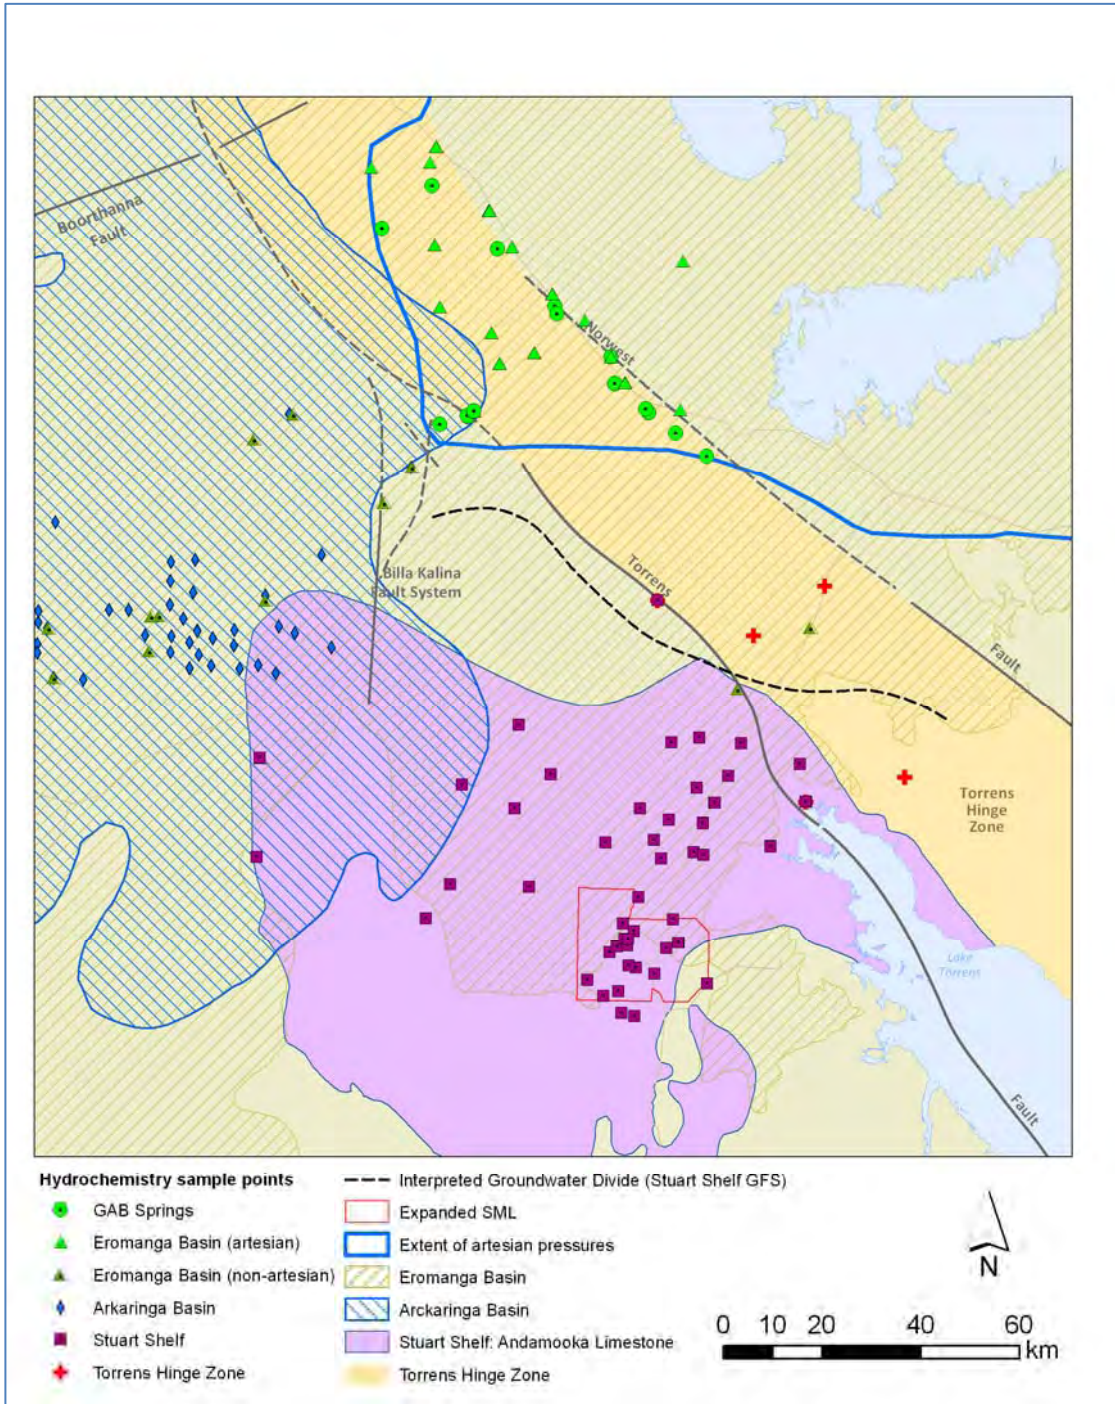 Boorthanna
Fault
Norwest
Billa Kalina
Fault System
Torrens
Fault
Torrens
Hinge
Zone
Lake
Torrens
Fault
Hydrochemistry sample points
GAB Springs
Eromanga Basin (artesian)
Eromanga Basin (non-artesian)
Arkaringa Basin
Stuart Shelf
Torrens Hinge Zone
Interpreted Groundwater Divide (Stuart Shelf GFS)
Expanded SML
Extent of artesian pressures
Eromanga Basin
Arckaringa Basin
Stuart Shelf: Andamooka Limestone
Torrens Hinge Zone
N
0 10 20 40 60
km